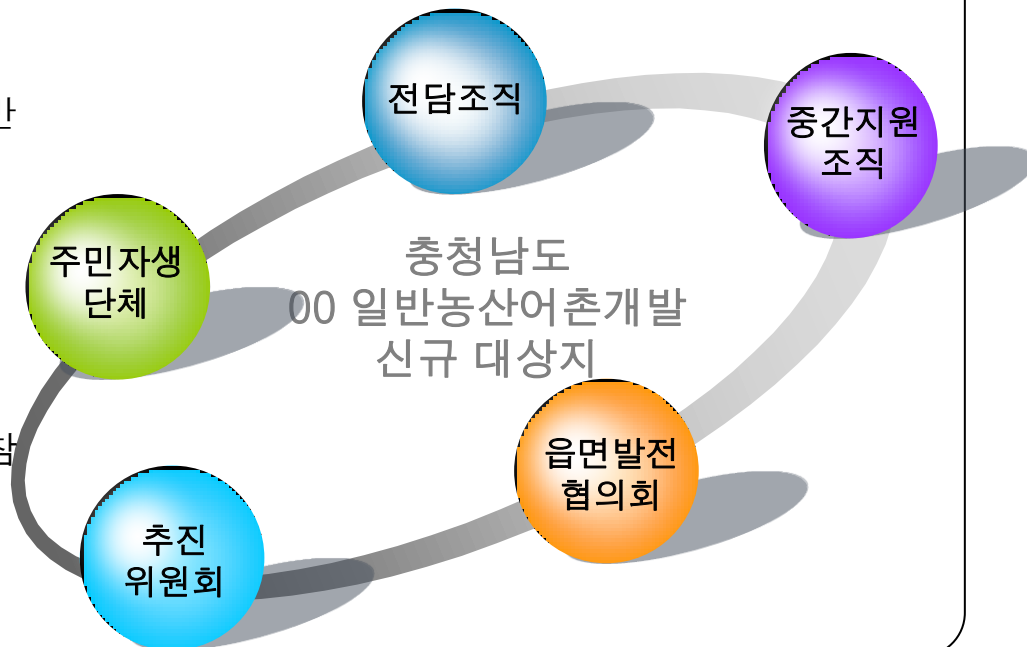 전담조직
중간지원
조직
주민자생
단체
충청남도
00 일반농산어촌개발
신규 대상지
읍면발전
협의회
추진
위원회